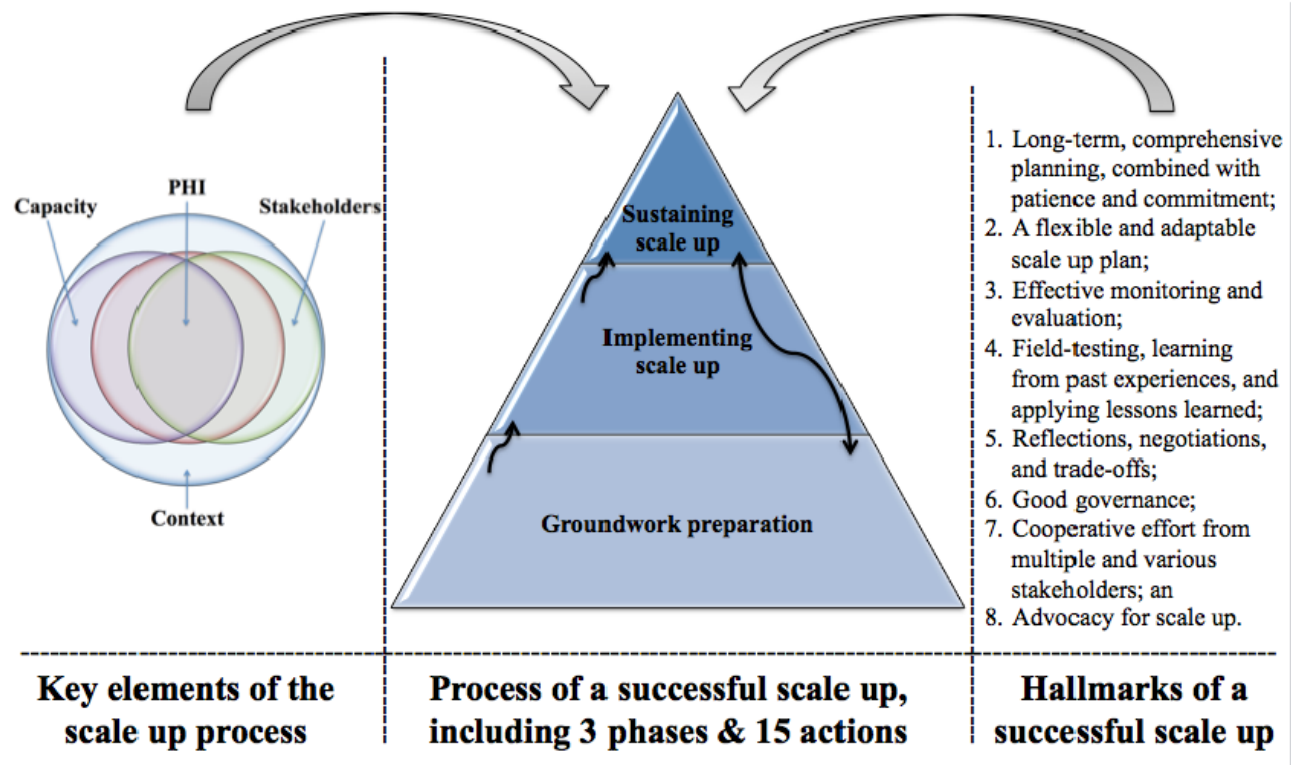 PHI
Capacity
Stakeholders
Context
Sustaining
scale up
Implementing
scale up
Groundwork preparation
1. Long-term, comprehensive
planning, combined with
patience and commitment;
2. A flexible and adaptable
scale up plan;
3. Effective monitoring and
evaluation;
4. Field-testing, learning
from past experiences, and
applying lessons learned;
5. Reflections, negotiations,
and trade-offs;
6. Good governance;
7. Cooperative effort from
multiple and various
stakeholders; an
8. Advocacy for scale up.
Key elements of the
scale up process
Process of a successful scale up,
including 3 phases & 15 actions
Hallmarks of a
successful scale up